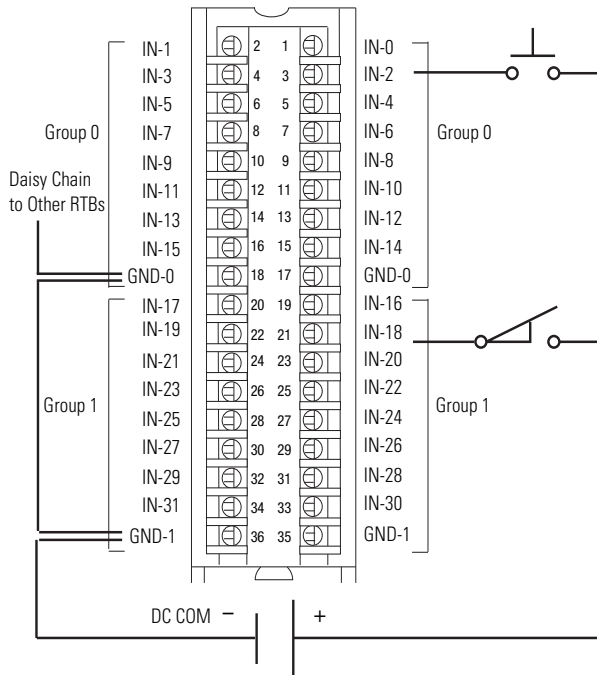 IN-1 2 1 IN-0
IN-3 4 3 IN-2
IN-5 6 5 IN-4
Group 0 IN-7 8 7 IN-6 Group 0
IN-9 10 9 IN-8
Daisy Chain
to Other RTBs
IN-11 12 11 IN-10
IN-13 14 13 IN-12
IN-15 16 15 IN-14
GND-0 18 17 GND-0
IN-17 20 19 IN-16
IN-19 22 21 IN-18
IN-21 24 23 IN-20
IN-23 26 25 IN-22
Group 1 IN-25 28 27 IN-24 Group 1
IN-27 30 29 IN-26
IN-29 32 31 IN-28
IN-31 34 33 IN-30
GND-1 36 35 GND-1
DC COM − +